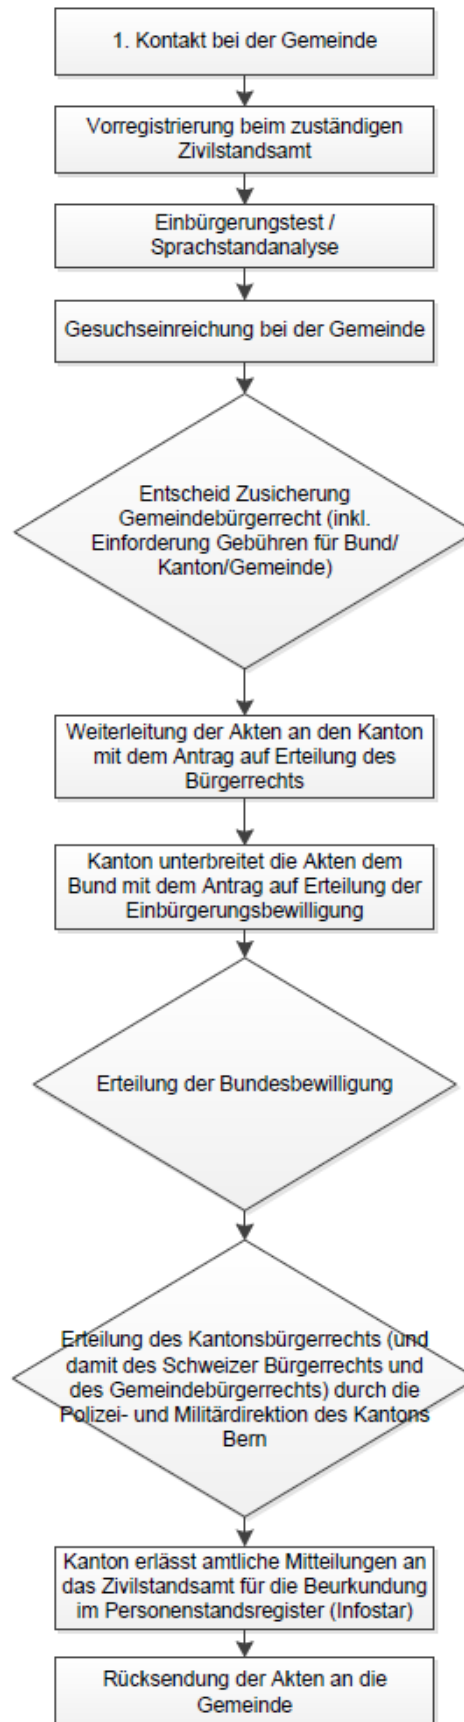 1. Kontakt bei der Gemeinde
Vorregistrierung beim zuständigen
Zivilstandsamt
Einbürgerungstest /
Sprachstandanalyse
Gesuchseinreichung bei der Gemeinde
Entscheid Zusicherung
Gemeindebürgerrecht (inkl.
Einforderung Gebühren für Bund/
Kanton/Gemeinde)
Weiterleitung der Akten an den Kanton
mit dem Antrag auf Erteilung des
Bürgerrechts
Kanton unterbreitet die Akten dem
Bund mit dem Antrag auf Erteilung der
Einbürgerungsbewilligung
Erteilung der Bundesbewilligung
Erteilung des Kantonsbürgerrechts (und
damit des Schweizer Bürgerrechts und
des Gemeindebürgerrechts) durch die
Polizei- und Militärdirektion des Kantons
Bern
Kanton erlässt amtliche Mitteilungen an
das Zivilstandsamt für die Beurkundung
im Personenstandsregister (Infostar)
Rücksendung der Akten an die
Gemeinde